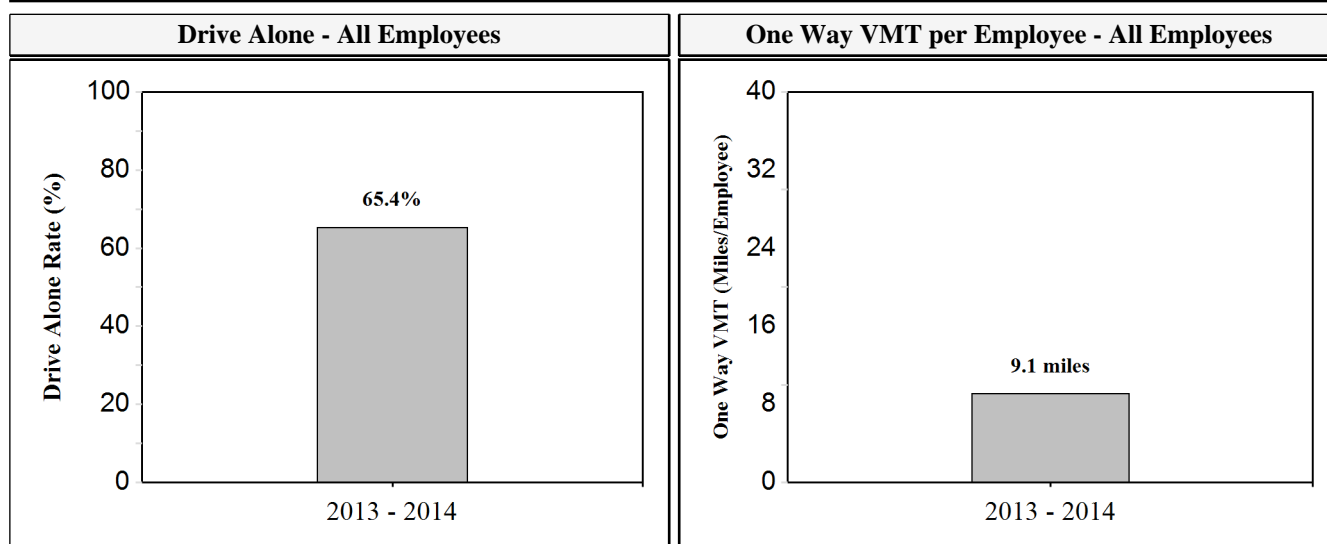 Drive Alone - All Employees
Drive Alone Rate (%)
100
80
60
40
20
0
65.4%
2013 - 2014
One Way VMT per Employee - All Employees
One Way VMT (Miles/Employee)
40
32
24
16
8
0
9.1 miles
2013 - 2014